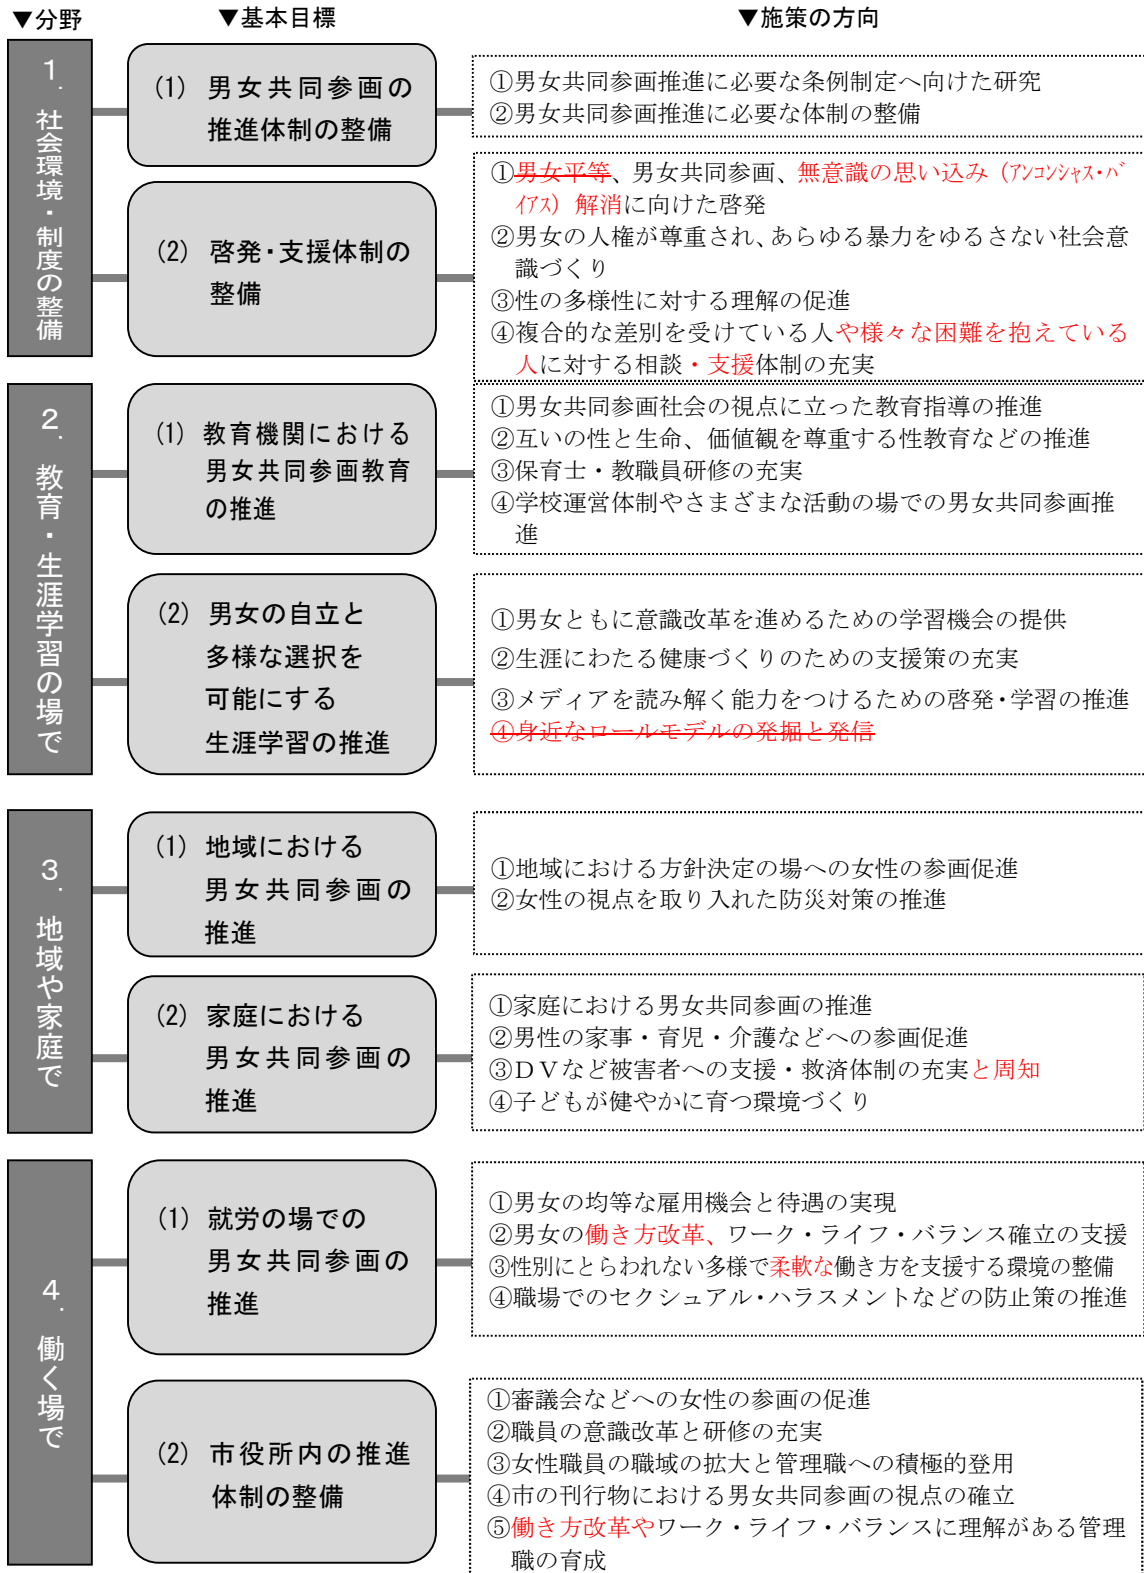 ▼分野
▼基本目標
▼施策の方向
１．社会環境・制度の整備
(1) 男女共同参画の
推進体制の整備
①男女共同参画推進に必要な条例制定へ向けた研究
②男女共同参画推進に必要な体制の整備
(2) 啓発・支援体制の
整備
①男女平等、男女共同参画、無意識の思い込み（ｱﾝｺﾝｼｬｽ･ﾊﾞ
ｲｱｽ）解消に向けた啓発
②男女の人権が尊重され、あらゆる暴力をゆるさない社会意
識づくり
③性の多様性に対する理解の促進
④複合的な差別を受けている人や様々な困難を抱えている
人に対する相談・支援体制の充実
２．教育・生涯学習の場で
(1) 教育機関における
男女共同参画教育
の推進
①男女共同参画社会の視点に立った教育指導の推進
②互いの性と生命、価値観を尊重する性教育などの推進
③保育士・教職員研修の充実
④学校運営体制やさまざまな活動の場での男女共同参画推
進
(2) 男女の自立と
多様な選択を
可能にする
生涯学習の推進
①男女ともに意識改革を進めるための学習機会の提供
②生涯にわたる健康づくりのための支援策の充実
③メディアを読み解く能力をつけるための啓発・学習の推進
④身近なロールモデルの発掘と発信
３．地域や家庭で
(1) 地域における
男女共同参画の
推進
①地域における方針決定の場への女性の参画促進
②女性の視点を取り入れた防災対策の推進
(2) 家庭における
男女共同参画の
推進
①家庭における男女共同参画の推進
②男性の家事・育児・介護などへの参画促進
③ＤＶなど被害者への支援・救済体制の充実と周知
④子どもが健やかに育つ環境づくり
４．働く場で
(1) 就労の場での
男女共同参画の
推進
①男女の均等な雇用機会と待遇の実現
②男女の働き方改革、ワーク・ライフ・バランス確立の支援
③性別にとらわれない多様で柔軟な働き方を支援する環境の整備
④職場でのセクシュアル・ハラスメントなどの防止策の推進
(2) 市役所内の推進
体制の整備
①審議会などへの女性の参画の促進
②職員の意識改革と研修の充実
③女性職員の職域の拡大と管理職への積極的登用
④市の刊行物における男女共同参画の視点の確立
⑤働き方改革やワーク・ライフ・バランスに理解がある管理
職の育成